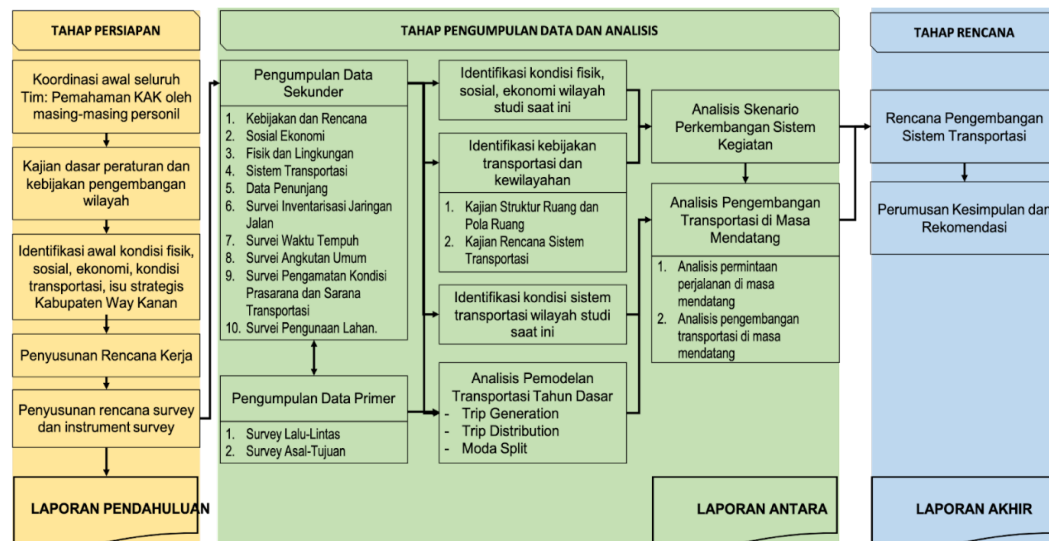 TAHAP PERSIAPAN
Koordinasi awal seluruh
Tim: Pemahaman KAK oleh
masing-masing personil
Kajian dasar peraturan dan
kebijakan pengembangan
wilayah
Identifikasi awal kondisi fisik,
sosial, ekonomi, kondisi
transportasi, isu strategis
Kabupaten Way Kanan
Penyusunan Rencana Kerja
Penyusunan rencana survey
dan instrument survey
LAPORAN PENDAHULUAN
TAHAP PENGUMPULAN DATA DAN ANALISIS
Pengumpulan Data
Sekunder
1. Kebijakan dan Rencana
2. Sosial Ekonomi
3. Fisik dan Lingkungan
4. Sistem Transportasi
5. Data Penunjang
6. Survei Inventarisasi Jaringan
Jalan
7. Survei Waktu Tempuh
8. Survei Angkutan Umum
9. Survei Pengamatan Kondisi
Prasarana dan Sarana
Transportasi
10. Survei Pengunaan Lahan.
Pengumpulan Data Primer
1. Survey Lalu-Lintas
2. Survey Asal-Tujuan
Identifikasi kondisi fisik,
sosial, ekonomi wilayah
studi saat ini
Identifikasi kebijakan
transportasi dan
kewilayahan
1. Kajian Struktur Ruang dan
Pola Ruang
2. Kajian Rencana Sistem
Transportasi
Identifikasi kondisi sistem
transportasi wilayah studi
saat ini
Analisis Pemodelan
Transportasi Tahun Dasar
- Trip Generation
- Trip Distribution
- Moda Split
Analisis Skenario
Perkembangan Sistem
Kegiatan
Analisis Pengembangan
Transportasi di Masa
Mendatang
1. Analisis permintaan
perjalanan di masa
mendatang
2. Analisis pengembangan
transportasi di masa
mendatang
LAPORAN ANTARA
TAHAP RENCANA
Rencana Pengembangan
Sistem Transportasi
Perumusan Kesimpulan dan
Rekomendasi
LAPORAN AKHIR